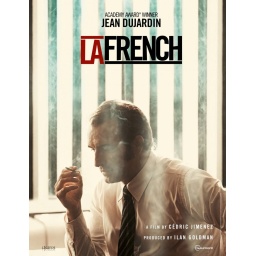 ACADEMY AWARD® WINNER
JEAN DUJARDIN
LA FRENCH
A FILM BY CÉDRIC JIMENEZ
PRODUCED BY ILAN GOLDMAN